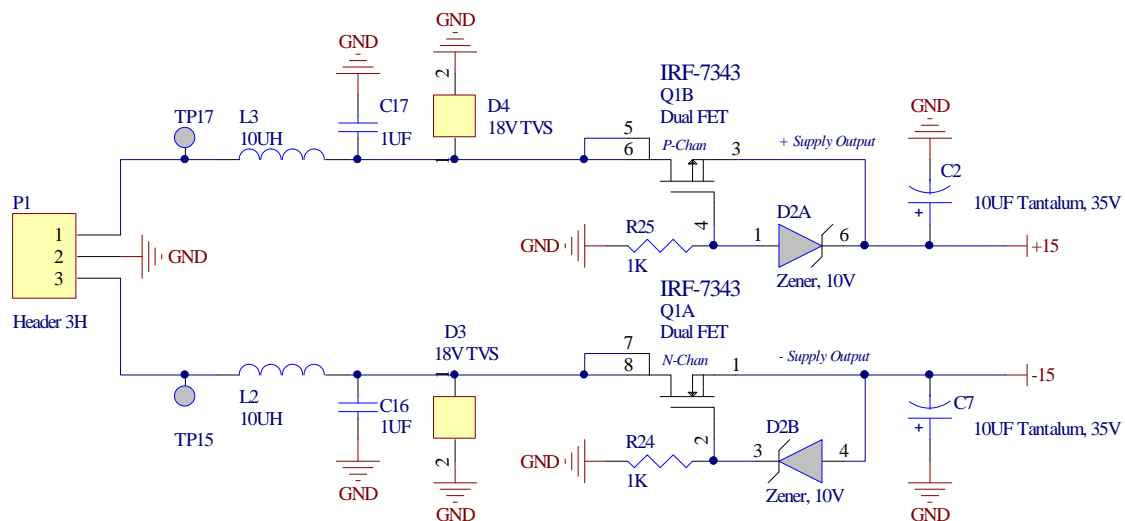 GND
GND
IRF-7343
Q1B
Dual FET
TP17
L3
10UH
C17
1UF
2
1
D4
18V TVS
5
6
P-Chan
3
+ Supply Output
4
GND
C2
10UF Tantalum, 35V
+
P1
1
2
3
GND
Header 3H
GND
R25
1K
1
D2A
6
Zener, 10V
+15
IRF-7343
Q1A
Dual FET
D3
18V TVS
1
2
7
8
N-Chan
1
- Supply Output
-15
L2
10UH
TP15
C16
1UF
GND
GND
GND
R24
1K
2
3
D2B
4
Zener, 10V
C7
10UF Tantalum, 35V
+
GND